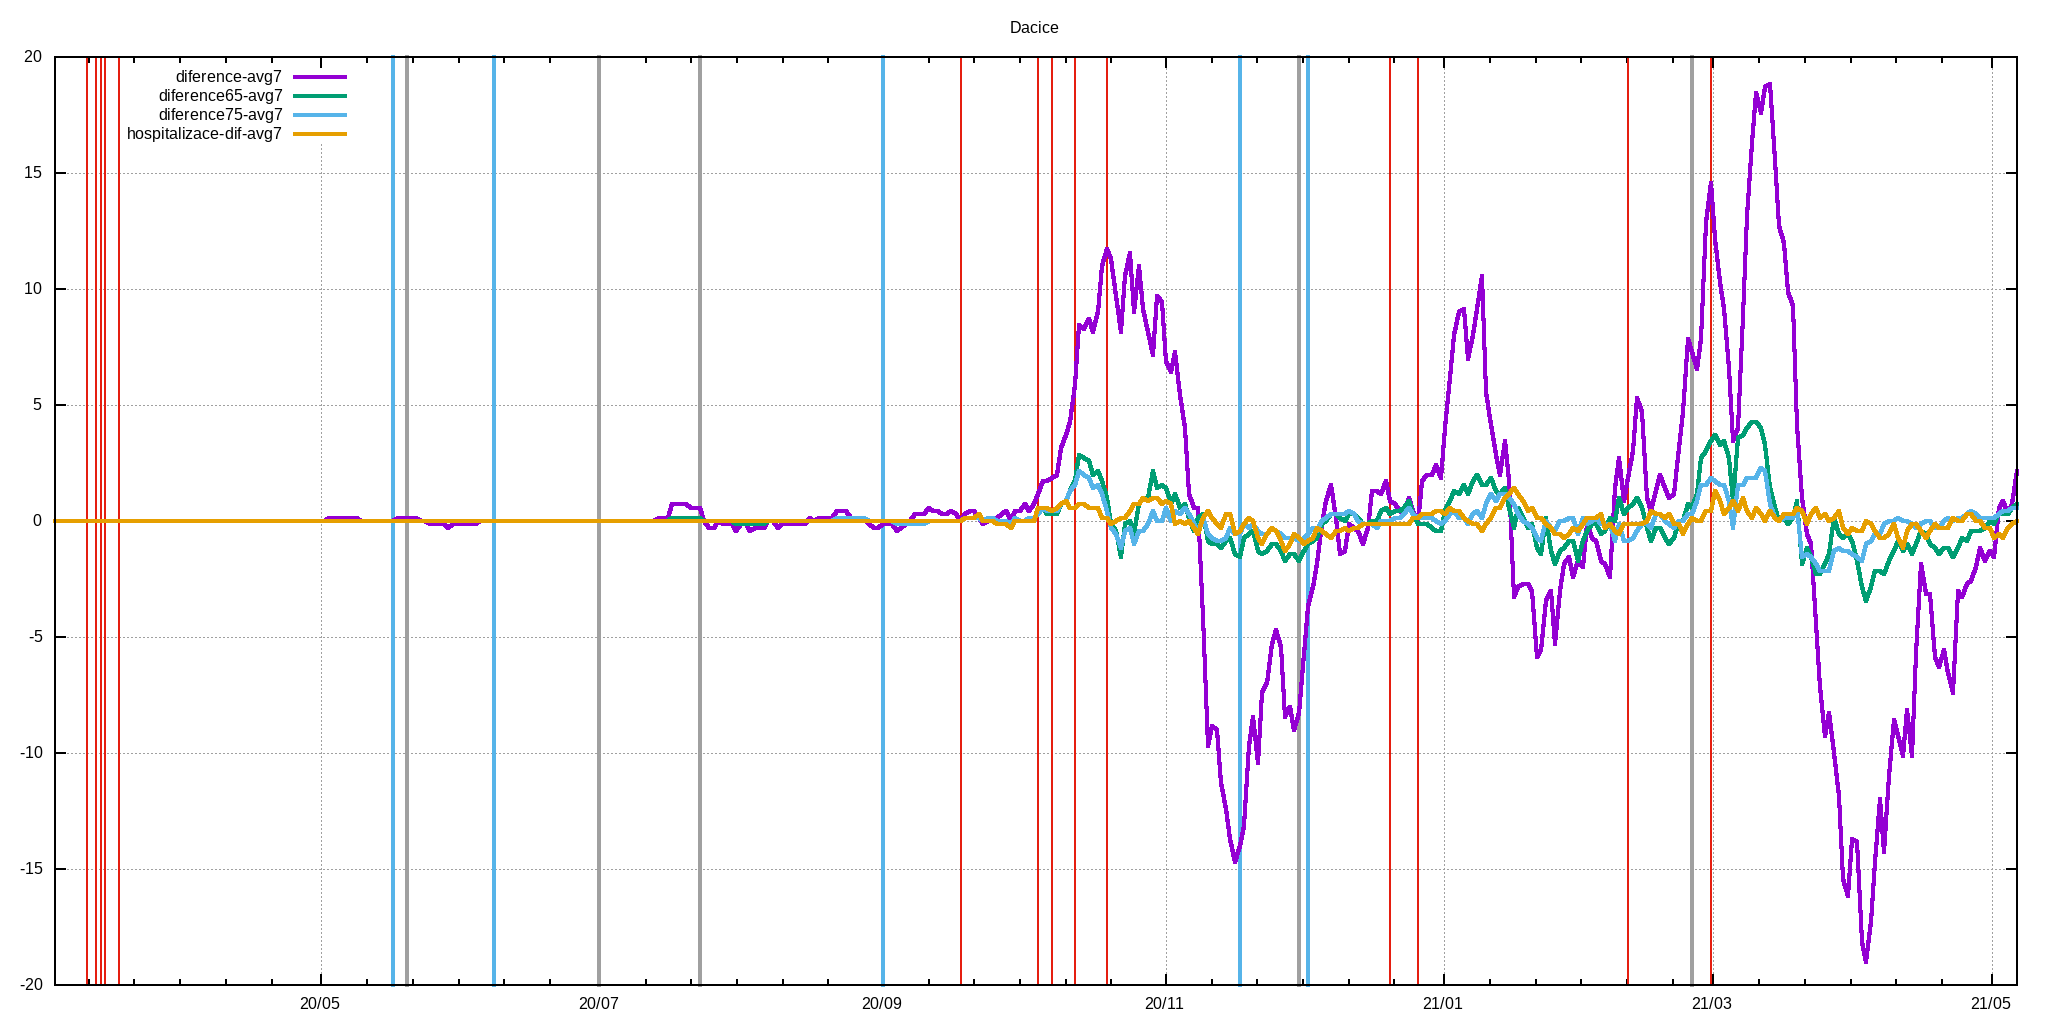 Dacice
diference-avg7
diference65-avg7
diference75-avg7
hospitalizace-dif-avg7
20
15
10
5
0
-5
-10
-15
-20
20/05 20/07 20/09 20/11 21/01 21/03 21/05